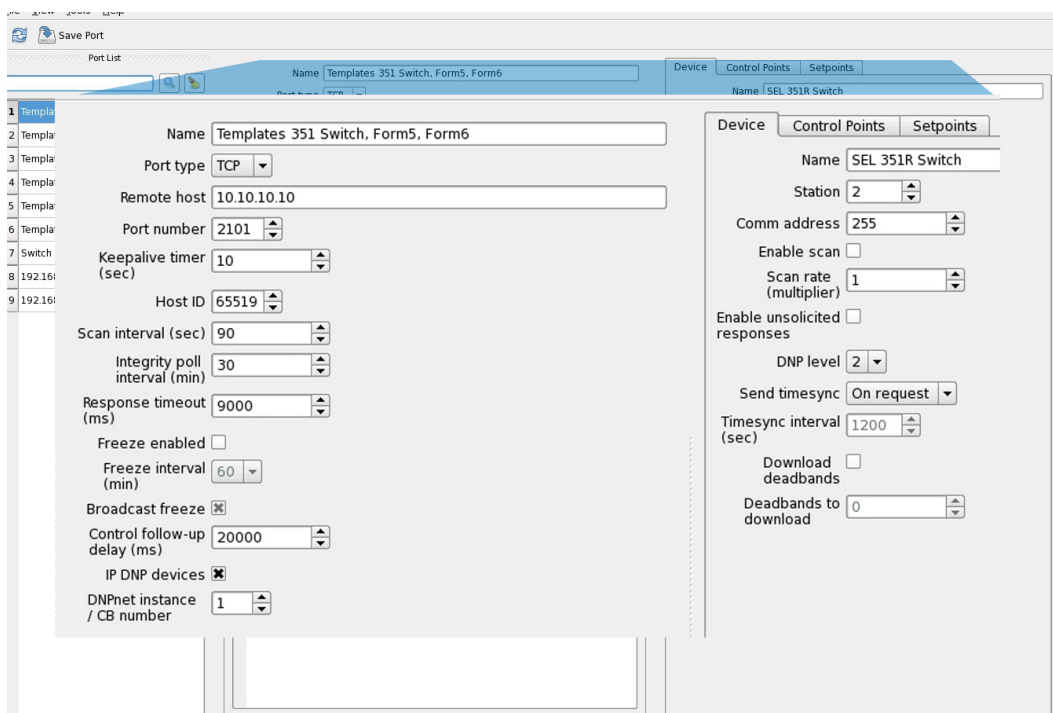 View Tools Help
Save Port
Port List
Name Templates 351 Switch, Form5, Form6
Port type TCP
Device Control Points Setpoints
Name SEL 351R Switch
1 Templa
2 Templa
3 Templa
4 Templa
5 Templa
6 Templa
7 Switch
8 192.16
9 192.16
Name Templates 351 Switch, Form5, Form6
Port type TCP
Remote host 10.10.10.10
Port number 2101
Keepalive timer 10
(sec)
Host ID 65519
Scan interval (sec) 90
Integrity poll 30
interval (min)
Response timeout 9000
(ms)
Freeze enabled
Freeze interval 60
(min)
Broadcast freeze
Control follow-up 20000
delay (ms)
IP DNP devices
DNPnet instance 1
/ CB number
Device Control Points Setpoints
Name SEL 351R Switch
Station 2
Comm address 255
Enable scan
Scan rate 1
(multiplier)
Enable unsolicited
responses
DNP level 2
Send timesync On request
Timesync interval 1200
(sec)
Download
deadbands
Deadbands to 0
download